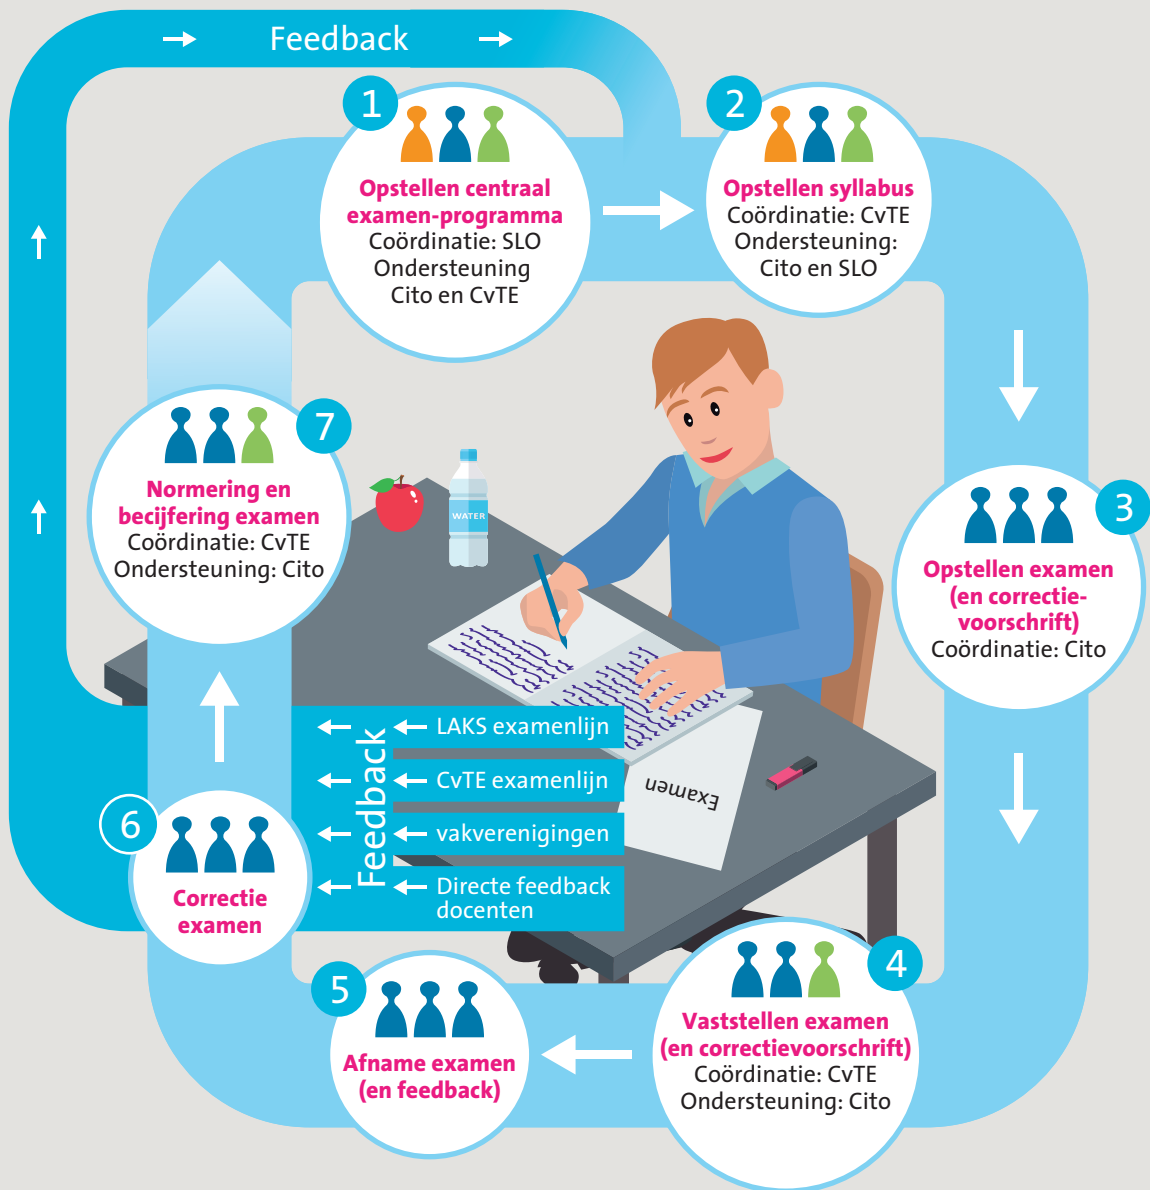 Feedback
1
Opstellen centraal
examen-programma
Coördinatie: SLO
Ondersteuning
Cito en CvTE
2
Opstellen syllabus
Coördinatie: CvTE
Ondersteuning:
Cito en SLO
3
Opstellen examen
(en correctie-
voorschrift)
Coördinatie: Cito
4
Vaststellen examen
(en correctievoorschrift)
Coördinatie: CvTE
Ondersteuning: Cito
5
Afname examen
(en feedback)
6
Correctie
examen
7
Normering en
becijfering examen
Coördinatie: CvTE
Ondersteuning: Cito
WATER
Examen
Feedback
LAKS examenlijn
CvTE examenlijn
vakverenigingen
Directe feedback
docenten